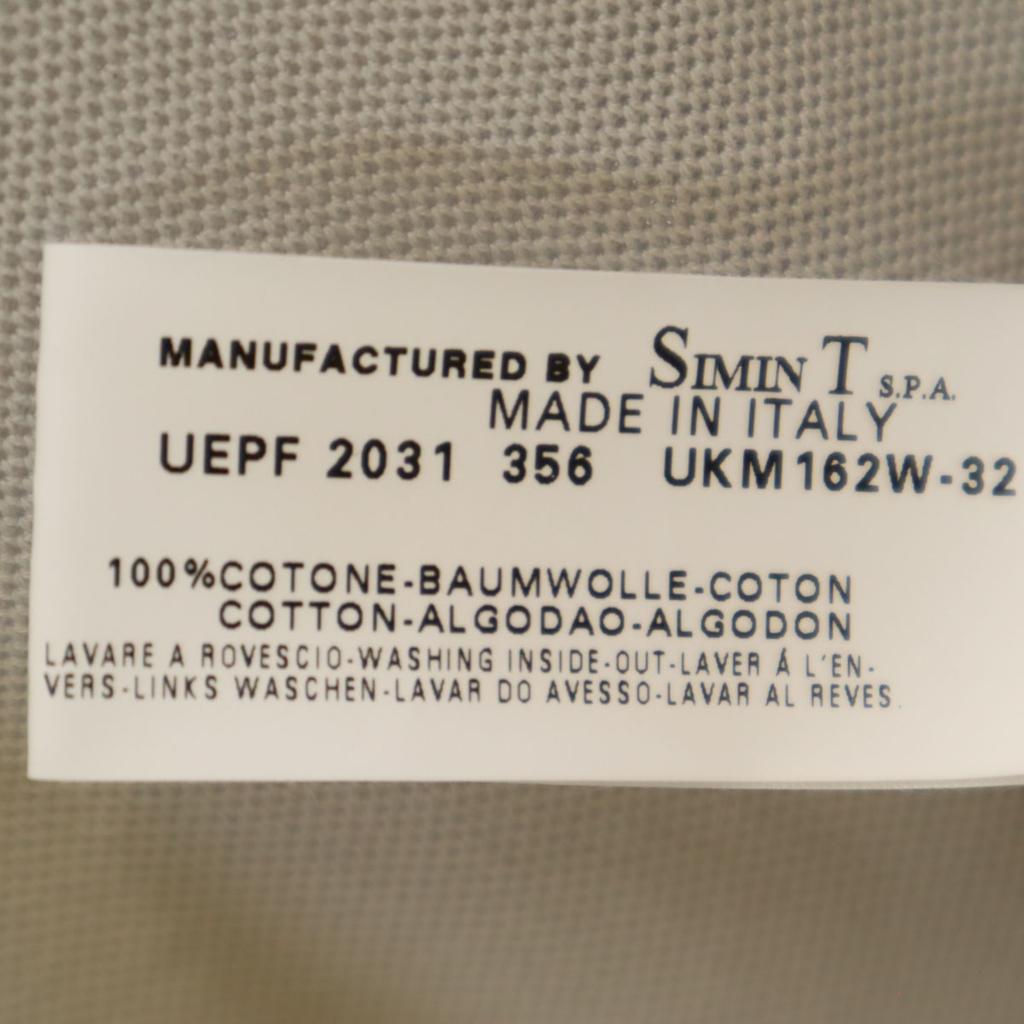 MANUFACTURED BY SIMIN T S.P.A.
MADE IN ITALY
UEPF 2031 356 UKM162W-32
100%COTONE-BAUMWOLLE-COTON
COTTON-ALGODAO-ALGODON
LAVARE A ROVESCIO-WASHING INSIDE-OUT-LAVER Á L'EN-
VERS-LINKS WASCHEN-LAVAR DO AVESSO-LAVAR AL REVES.